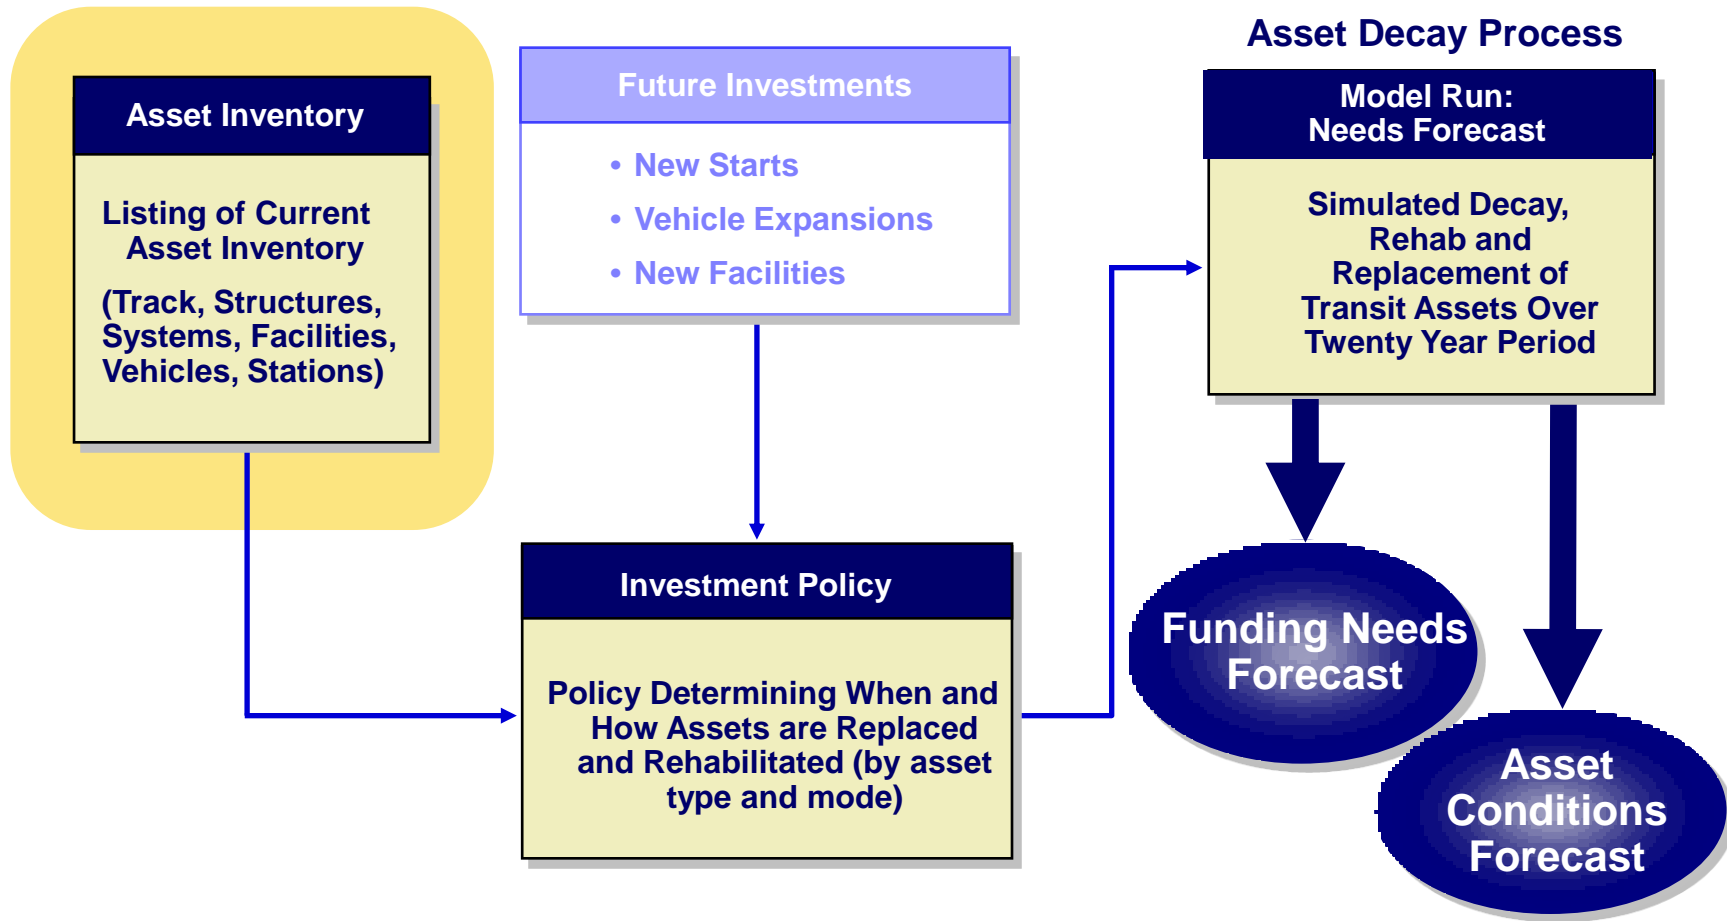 Asset Inventory
Listing of Current
Asset Inventory
(Track, Structures,
Systems, Facilities,
Vehicles, Stations)
Future Investments
• New Starts
• Vehicle Expansions
• New Facilities
Investment Policy
Policy Determining When and
How Assets are Replaced
and Rehabilitated (by asset
type and mode)
Asset Decay Process
Model Run:
Needs Forecast
Simulated Decay,
Rehab and
Replacement of
Transit Assets Over
Twenty Year Period
Funding Needs
Forecast
Asset
Conditions
Forecast